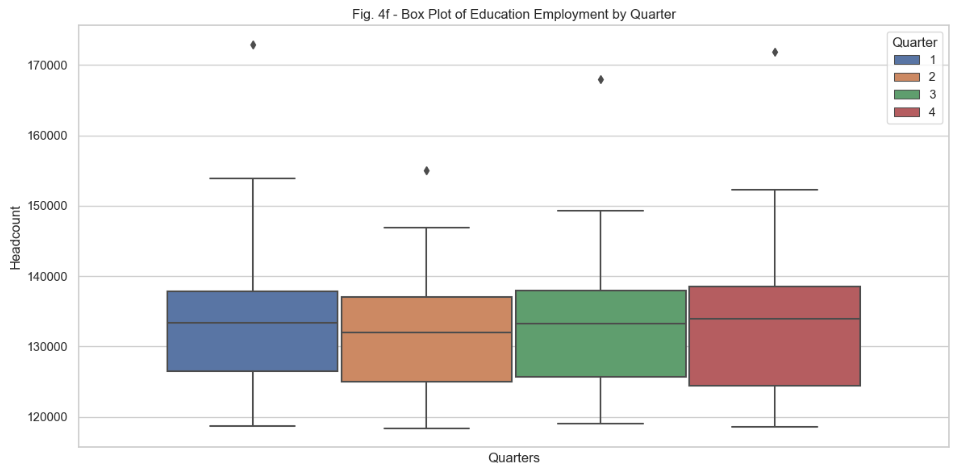 Fig. 4f - Box Plot of Education Employment by Quarter
Quarter
1
2
3
4
170000
160000
150000
140000
130000
120000
Headcount
Quarters